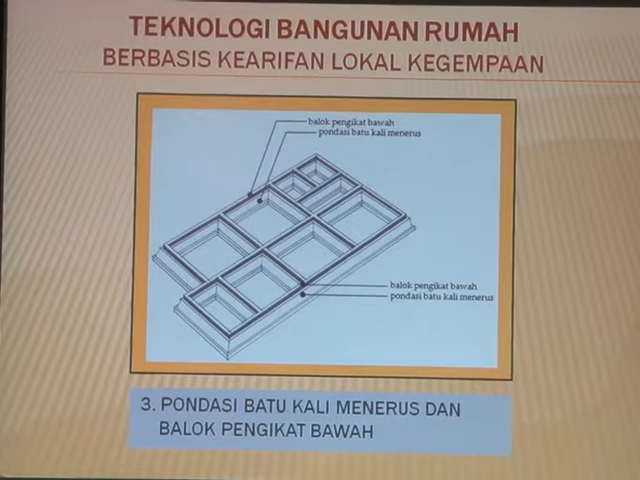 TEKNOLOGI BANGUNAN RUMAH
BERBASIS KEARIFAN LOKAL KEGEMPAAN
balok pengikat bawah
pondasi batu kali menerus
balok pengikat bawah
pondasi batu kali menerus
3. PONDASI BATU KALI MENERUS DAN
BALOK PENGIKAT BAWAH